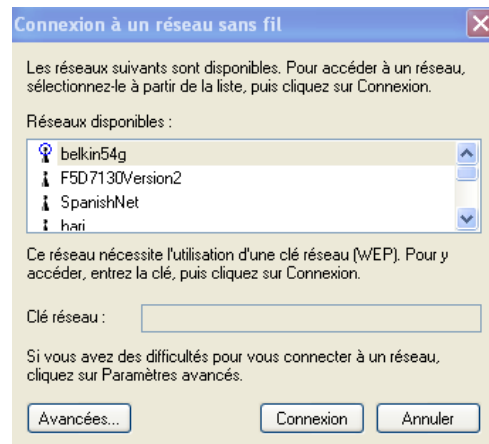 Connexion à un réseau sans fil
Les réseaux suivants sont disponibles. Pour accéder à un réseau,
sélectionnez-le à partir de la liste, puis cliquez sur Connexion.
Réseaux disponibles :
belkin54g
F5D7130Version2
SpanishNet
hari
Ce réseau nécessite l'utilisation d'une clé réseau (WEP). Pour y
accéder, entrez la clé, puis cliquez sur Connexion.
Clé réseau :
Si vous avez des difficultés pour vous connecter à un réseau,
cliquez sur Paramètres avancés.
Avancées... Connexion Annuler